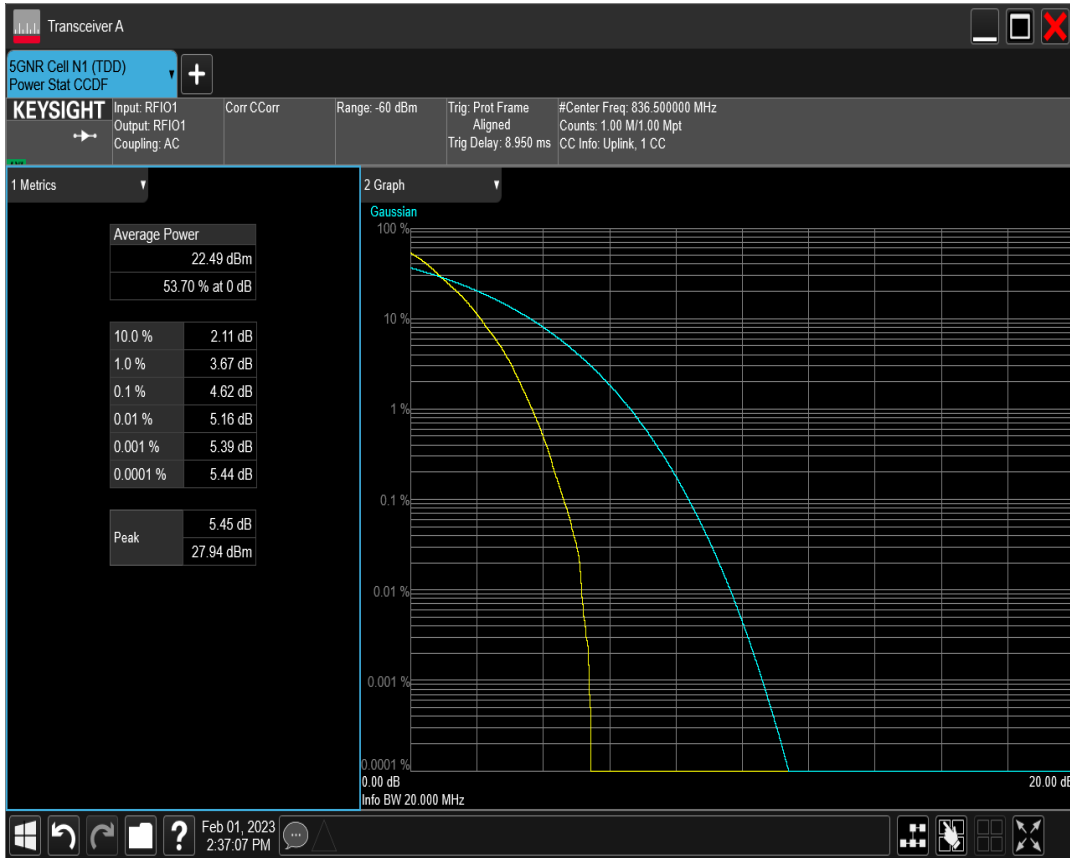 Transceiver A
5GNR Cell N1 (TDD)
Power Stat CCDF
KEYSIGHT
Input: RFIO1
Output: RFIO1
Coupling: AC
Corr CCorr
Range: -60 dBm
Trig: Prot Frame
Aligned
Trig Delay: 8.950 ms
#Center Freq: 836.500000 MHz
Counts: 1.00 M/1.00 Mpt
CC Info: Uplink, 1 CC
1 Metrics
Average Power
22.49 dBm
53.70 % at 0 dB
10.0 % 2.11 dB
1.0 % 3.67 dB
0.1 % 4.62 dB
0.01 % 5.16 dB
0.001 % 5.39 dB
0.0001 % 5.44 dB
Peak
5.45 dB
27.94 dBm
2 Graph
Gaussian
100 %
10 %
1 %
0.1 %
0.01 %
0.001 %
0.0001 %
0.00 dB
20.00 dB
Info BW 20.000 MHz
Feb 01, 2023
2:37:07 PM